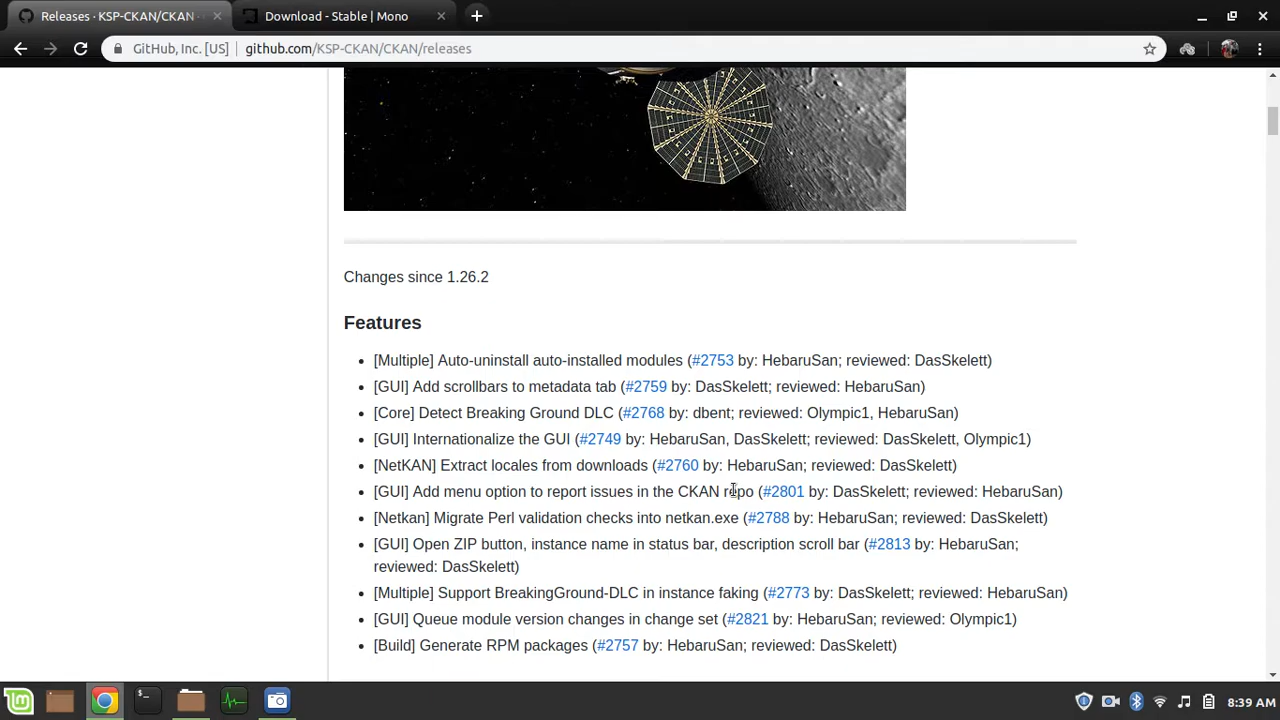 Releases · KSP-CKAN/CKAN
Download - Stable | Mono
GitHub, Inc. [US] | github.com/KSP-CKAN/CKAN/releases
Changes since 1.26.2
Features
[Multiple] Auto-uninstall auto-installed modules (#2753 by: HebaruSan; reviewed: DasSkelett)
[GUI] Add scrollbars to metadata tab (#2759 by: DasSkelett; reviewed: HebaruSan)
[Core] Detect Breaking Ground DLC (#2768 by: dbent; reviewed: Olympic1, HebaruSan)
[GUI] Internationalize the GUI (#2749 by: HebaruSan, DasSkelett; reviewed: DasSkelett, Olympic1)
[NetKAN] Extract locales from downloads (#2760 by: HebaruSan; reviewed: DasSkelett)
[GUI] Add menu option to report issues in the CKAN repo (#2801 by: DasSkelett; reviewed: HebaruSan)
[Netkan] Migrate Perl validation checks into netkan.exe (#2788 by: HebaruSan; reviewed: DasSkelett)
[GUI] Open ZIP button, instance name in status bar, description scroll bar (#2813 by: HebaruSan;
reviewed: DasSkelett)
[Multiple] Support BreakingGround-DLC in instance faking (#2773 by: DasSkelett; reviewed: HebaruSan)
[GUI] Queue module version changes in change set (#2821 by: HebaruSan; reviewed: Olympic1)
[Build] Generate RPM packages (#2757 by: HebaruSan; reviewed: DasSkelett)
8:39 AM